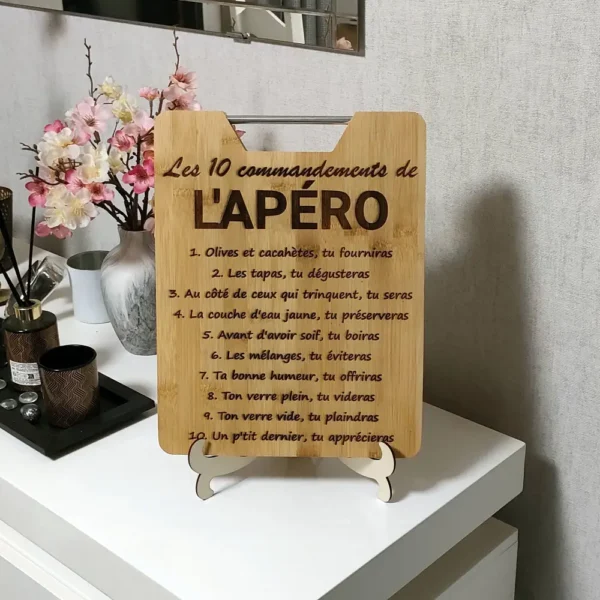 Les 10 commandements de
L'APÉRO
1. Olives et cacahètes, tu fourniras
2. Les tapas, tu dégusteras
3. Au côté de ceux qui trinquent, tu seras
4. La couche d'eau jaune, tu préserveras
5. Avant d'avoir soif, tu boiras
6. Les mélanges, tu éviteras
7. Ta bonne humeur, tu offriras
8. Ton verre plein, tu videras
9. Ton verre vide, tu plaindras
10. Un p'tit dernier, tu apprécieras